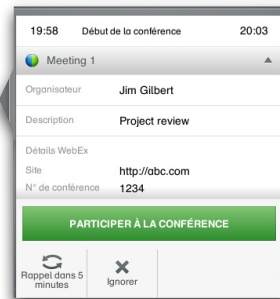 19:58 Début de la conférence 20:03
Meeting 1
Organisateur Jim Gilbert
Description Project review
Détails WebEx
Site http://abc.com
N° de conférence 1234
PARTICIPER À LA CONFÉRENCE
Rappel dans 5
minutes
Ignorer